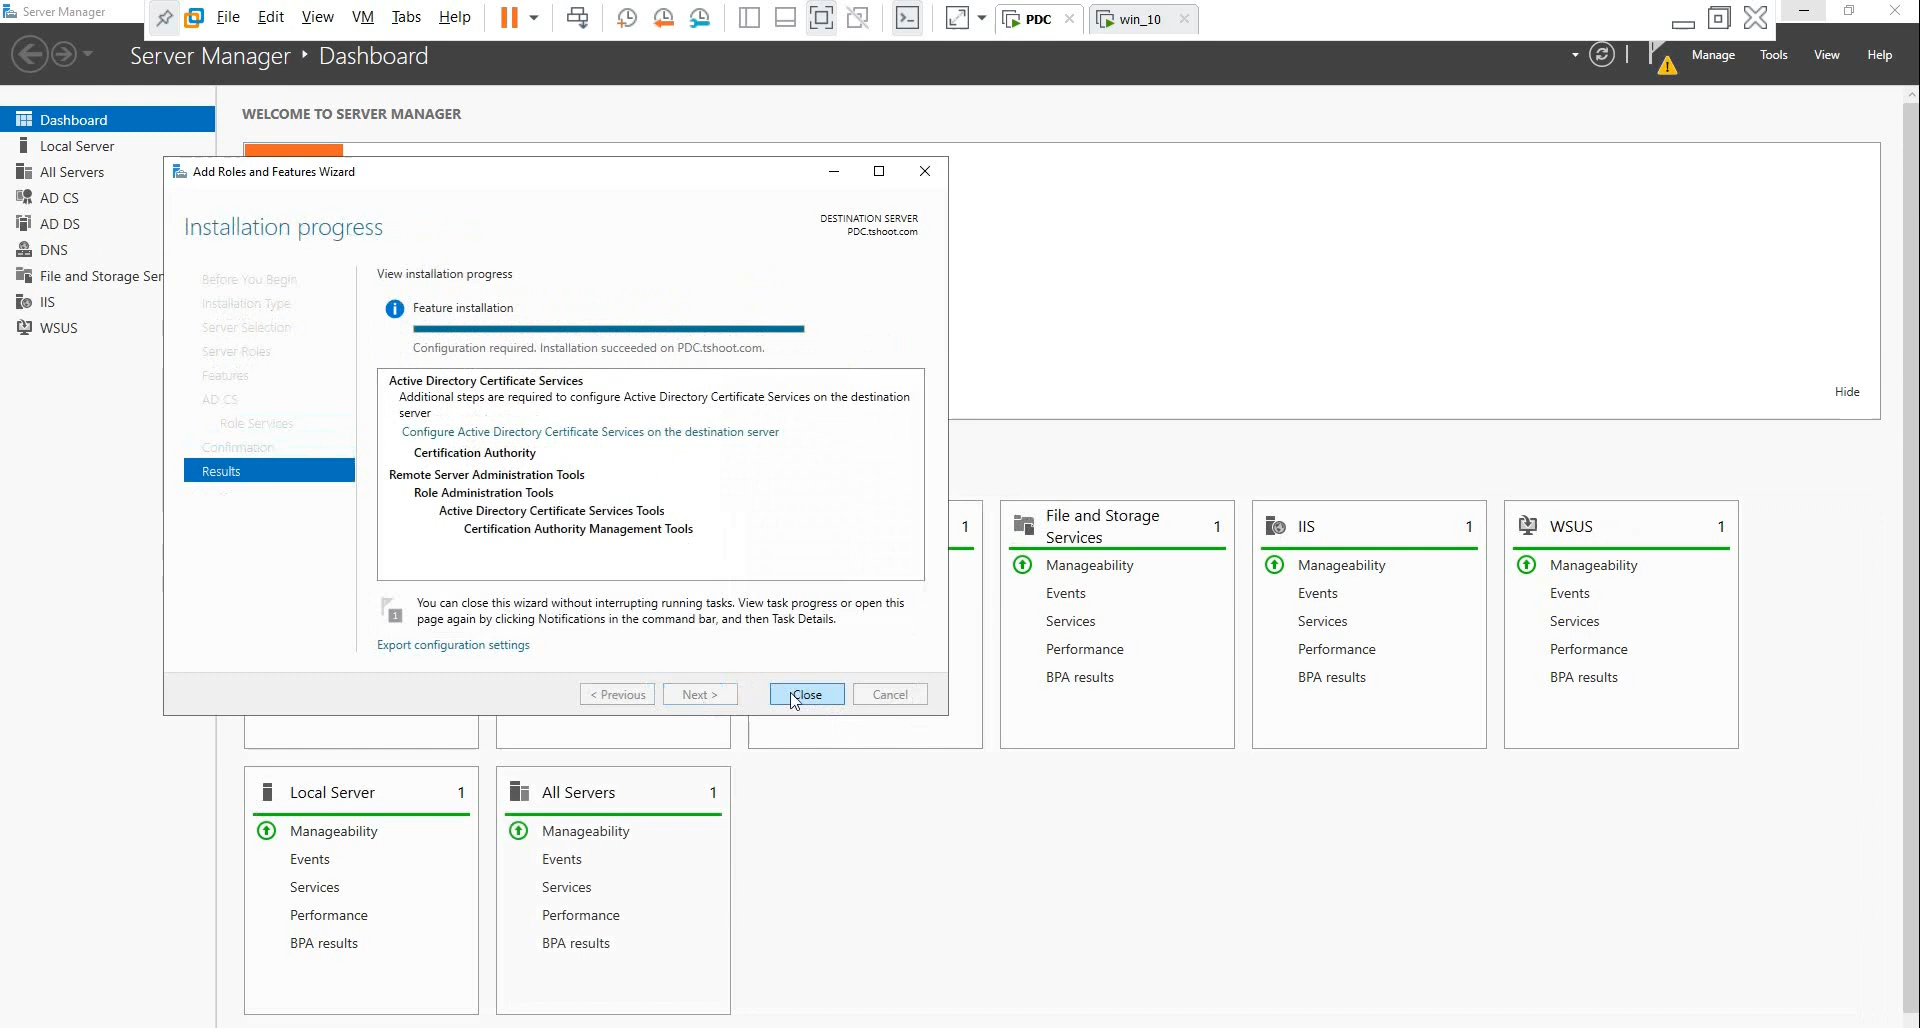 Server Manager
File Edit View VM Tabs Help
PDC
win_10
Server Manager ‣ Dashboard
Manage Tools View Help
Dashboard
Local Server
All Servers
AD CS
AD DS
DNS
File and Storage Ser
IIS
WSUS
WELCOME TO SERVER MANAGER
Hide
Add Roles and Features Wizard
Installation progress
DESTINATION SERVER
PDC.tshoot.com
Before You Begin
Installation Type
Server Selection
Server Roles
Features
AD CS
Role Services
Confirmation
Results
View installation progress
Feature installation
Configuration required. Installation succeeded on PDC.tshoot.com.
Active Directory Certificate Services
Additional steps are required to configure Active Directory Certificate Services on the destination
server
Configure Active Directory Certificate Services on the destination server
Certification Authority
Remote Server Administration Tools
Role Administration Tools
Active Directory Certificate Services Tools
Certification Authority Management Tools
1
You can close this wizard without interrupting running tasks. View task progress or open this
page again by clicking Notifications in the command bar, and then Task Details.
Export configuration settings
< Previous
Next >
Close
Cancel
1
File and Storage
Services
1
Manageability
Events
Services
Performance
BPA results
IIS 1
Manageability
Events
Services
Performance
BPA results
WSUS 1
Manageability
Events
Services
Performance
BPA results
Local Server 1
Manageability
Events
Services
Performance
BPA results
All Servers 1
Manageability
Events
Services
Performance
BPA results